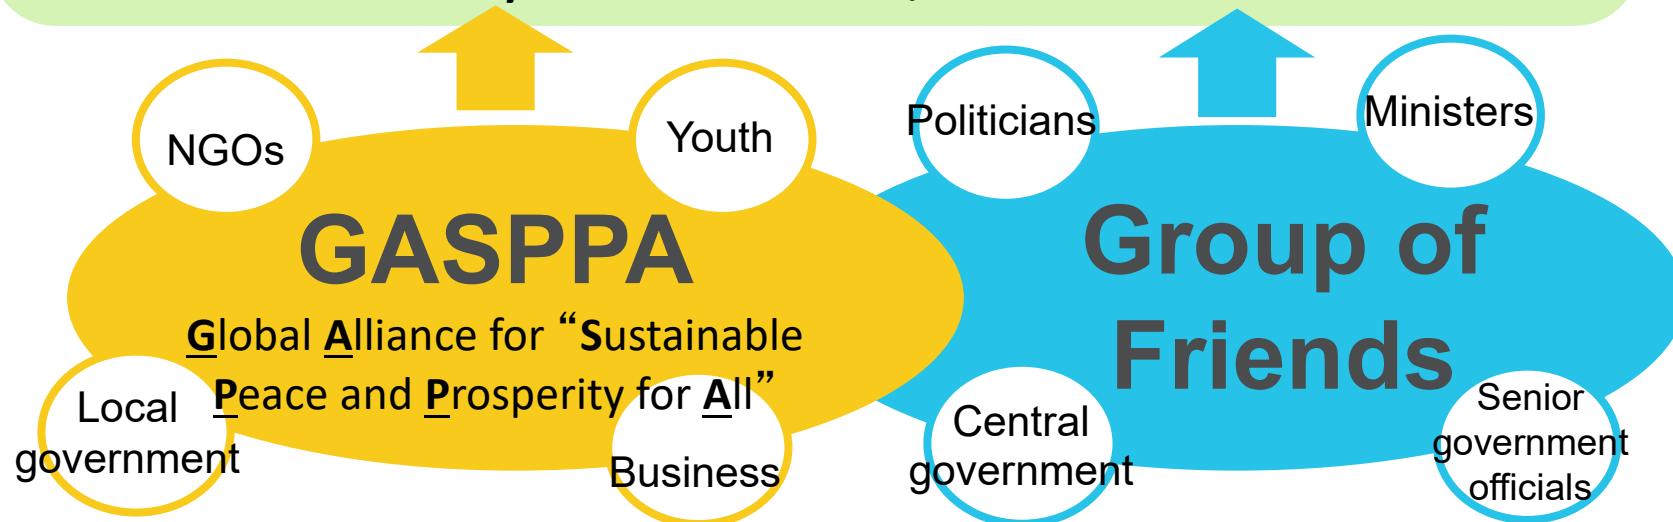 NGOs
Youth
Politicians
Ministers
GASPPA
Global Alliance for “Sustainable
Peace and Prosperity for All”
Group of
Friends
Local
government
Business
Central
government
Senior
government
officials